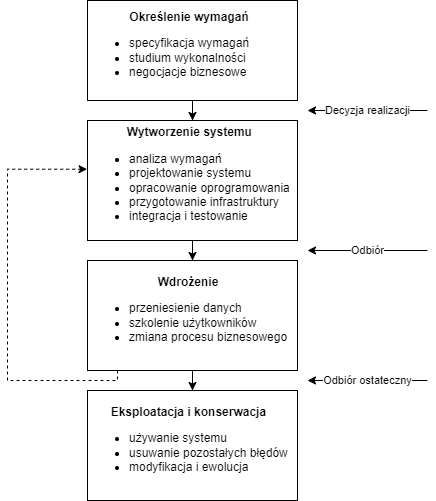 Określenie wymagań
specyfikacja wymagań
studium wykonalności
negocjacje biznesowe
Decyzja realizacji
Wytworzenie systemu
analiza wymagań
projektowanie systemu
opracowanie oprogramowania
przygotowanie infrastruktury
integracja i testowanie
Odbiór
Wdrożenie
przeniesienie danych
szkolenie użytkowników
zmiana procesu biznesowego
Odbiór ostateczny
Eksploatacja i konserwacja
używanie systemu
usuwanie pozostałych błędów
modyfikacja i ewolucja